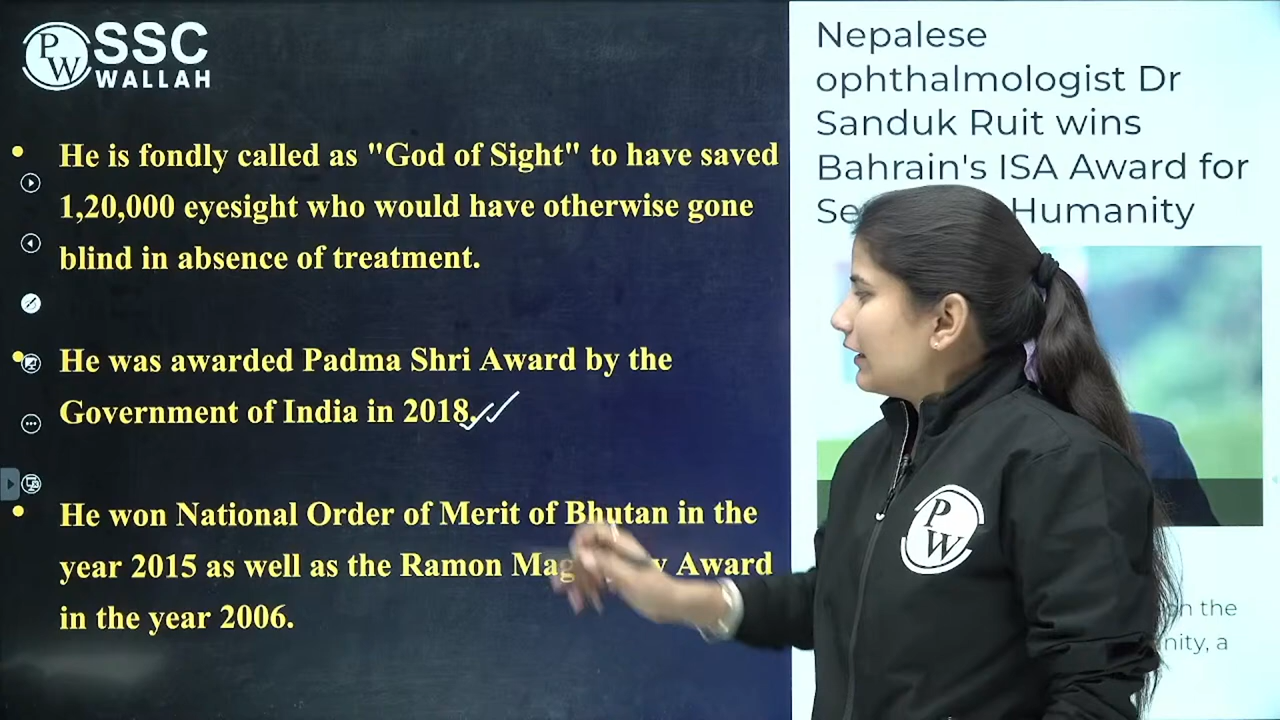 PW SSC
WALLAH
He is fondly called as "God of Sight" to have saved
1,20,000 eyesight who would have otherwise gone
blind in absence of treatment.
He was awarded Padma Shri Award by the
Government of India in 2018.
He won National Order of Merit of Bhutan in the
year 2015 as well as the Ramon Award
in the year 2006.
Nepalese
ophthalmologist Dr
Sanduk Ruit wins
Bahrain's ISA Award for
Humanity
the
a
PW